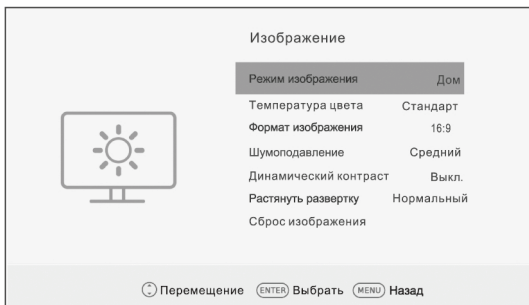 Изображение
Режим изображения Дом
Температура цвета Стандарт
Формат изображения 16:9
Шумоподавление Средний
Динамический контраст Выкл.
Растянуть развертку Нормальный
Сброс изображения
Перемещение ENTER Выбрать MENU Назад